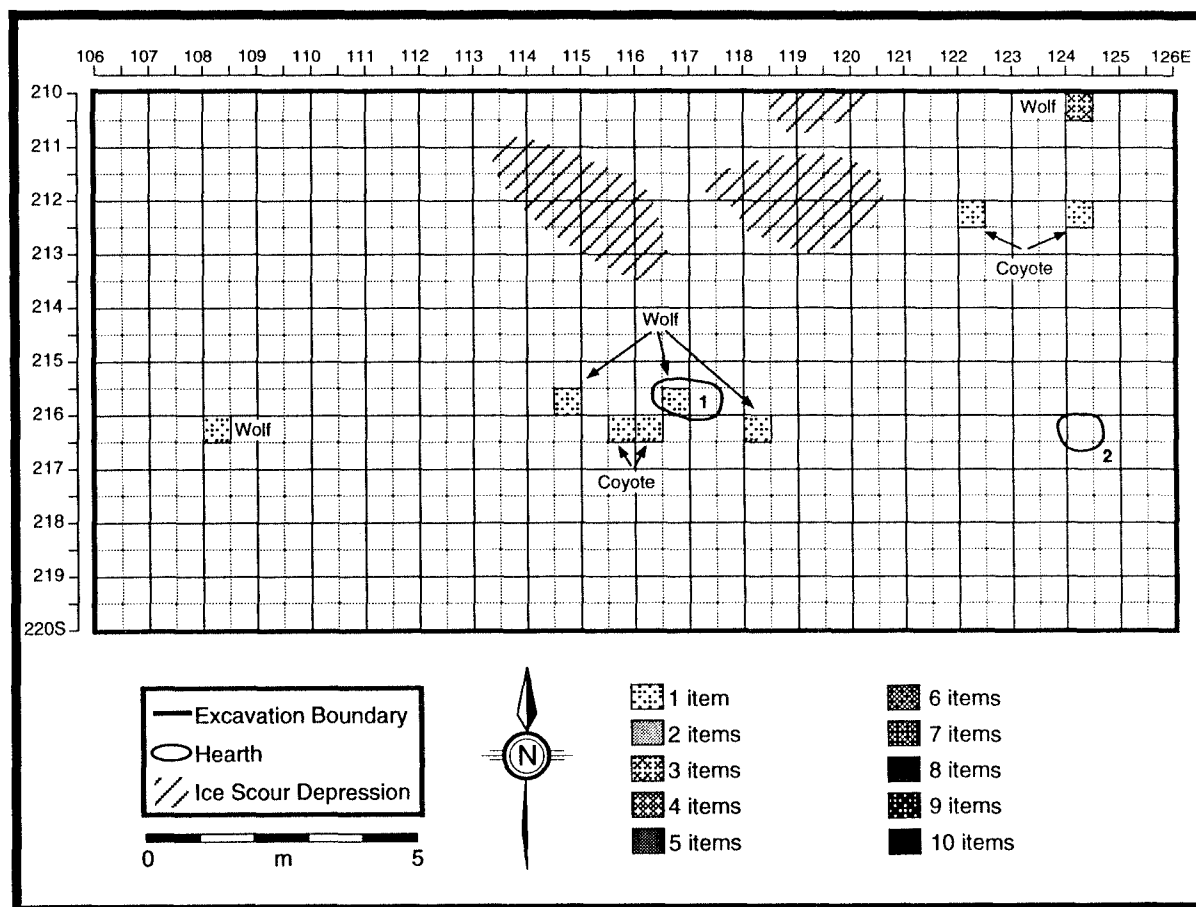 106 107 108 109 110 111 112 113 114 115 116 117 118 119 120 121 122 123 124 125 126E
210
Wolf
211
212
213
Coyote
214
Wolf
215
1
216
Wolf
217
2
Coyote
218
219
220S
Excavation Boundary
Hearth
Ice Scour Depression
0 m 5
N
1 item
2 items
3 items
4 items
5 items
6 items
7 items
8 items
9 items
10 items